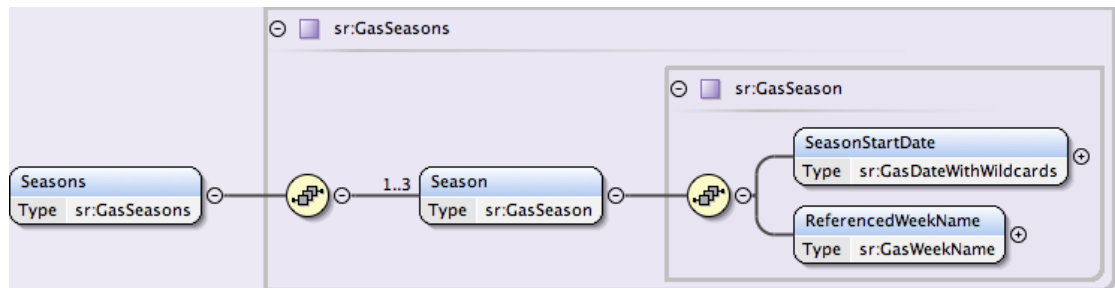 sr:GasSeasons
sr:GasSeason
SeasonStartDate
Type sr:GasDateWithWildcards
Seasons
Type sr:GasSeasons
1..3
Season
Type sr:GasSeason
ReferencedWeekName
Type sr:GasWeekName